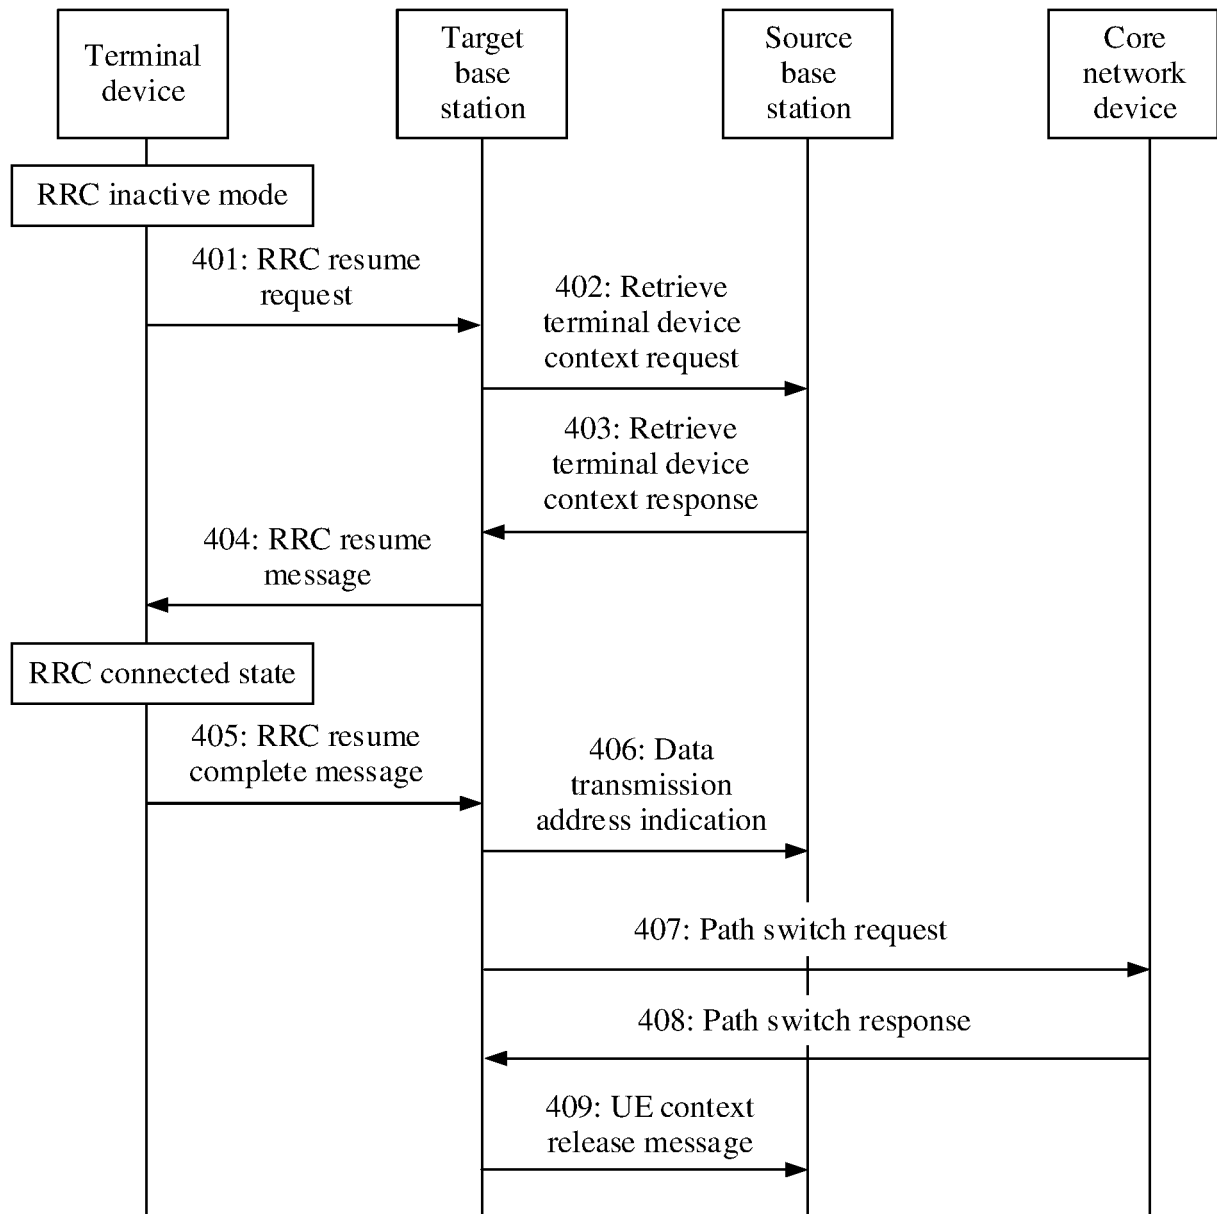 Terminal
device
Target
base
station
Source
base
station
Core
network
device
RRC inactive mode
401: RRC resume
request
402: Retrieve
terminal device
context request
403: Retrieve
terminal device
context response
404: RRC resume
message
RRC connected state
405: RRC resume
complete message
406: Data
transmission
address indication
407: Path switch request
408: Path switch response
409: UE context
release message